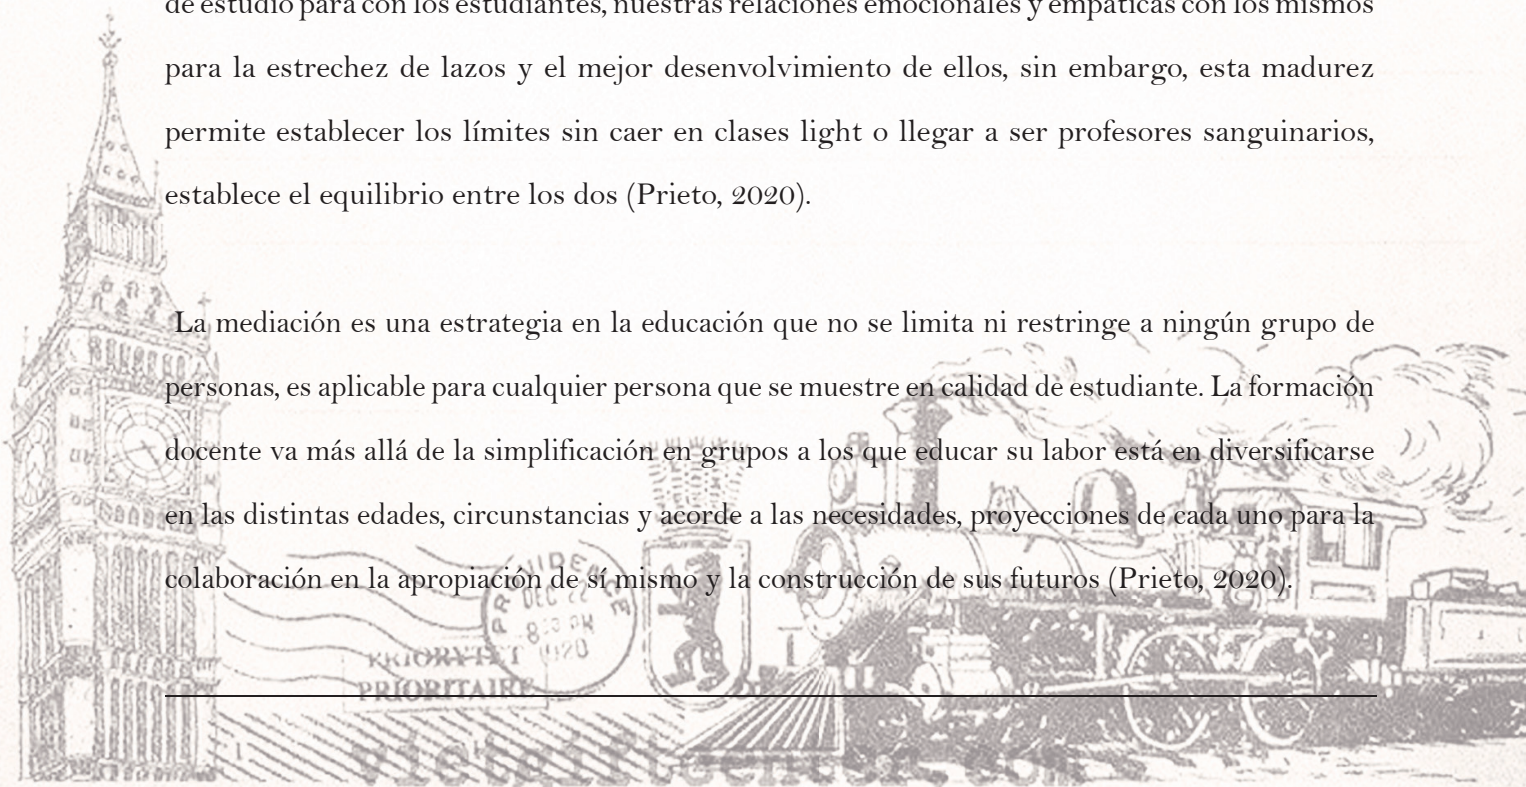 de estudio para con los estudiantes, nuestras relaciones emocionales y empáticas con los mismos
para la estrechez de lazos y el mejor desenvolvimiento de ellos, sin embargo, esta madurez
permite establecer los límites sin caer en clases light o llegar a ser profesores sanguinarios,
establece el equilibrio entre los dos (Prieto, 2020).
La mediación es una estrategia en la educación que no se limita ni restringe a ningún grupo de
personas, es aplicable para cualquier persona que se muestre en calidad de estudiante. La formación
docente va más allá de la simplificación en grupos a los que educar su labor está en diversificarse
en las distintas edades, circunstancias y acorde a las necesidades, proyecciones de cada uno para la
colaboración en la apropiación de sí mismo y la construcción de sus futuros (Prieto, 2020).
PROVIDENCE
DEC 22
1920
PRIORYTET
PRIORITAIRE